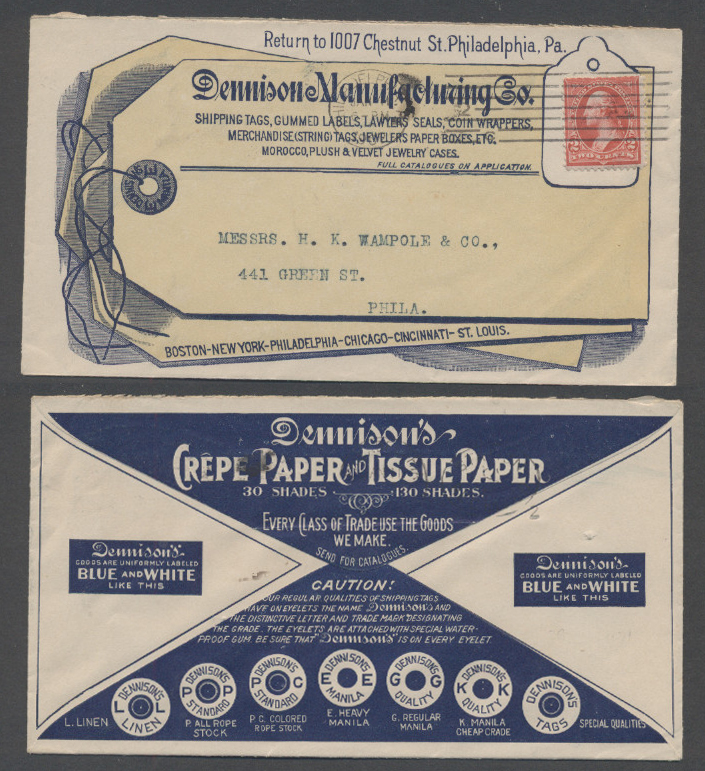 Return to 1007 Chestnut St. Philadelphia, Pa.
Dennison Manufacturing Co.
SHIPPING TAGS, GUMMED LABELS, LAWYERS SEALS, COIN WRAPPERS,
MERCHANDISE (STRING) TAGS, JEWELERS PAPER BOXES, ETC.
MOROCCO, PLUSH & VELVET JEWELRY CASES.
FULL CATALOGUES ON APPLICATION.
2 TWO CENTS 2
MESSRS. H. K. WAMPOLE & CO.,
441 GREEN ST.
PHILA.
BOSTON-NEW YORK-PHILADELPHIA-CHICAGO-CINCINNATI-ST. LOUIS.
Dennison's
CRÊPE PAPER AND TISSUE PAPER
30 SHADES 130 SHADES.
EVERY CLASS OF TRADE USE THE GOODS
WE MAKE.
SEND FOR CATALOGUES.
Dennison's
GOODS ARE UNIFORMLY LABELED
BLUE AND WHITE
LIKE THIS
Dennison's
GOODS ARE UNIFORMLY LABELED
BLUE AND WHITE
LIKE THIS
CAUTION!
OUR REGULAR QUALITIES OF SHIPPING TAGS
HAVE ON EYELETS THE NAME Dennison's AND
THE DISTINCTIVE LETTER AND TRADE MARK DESIGNATING
THE GRADE. THE EYELETS ARE ATTACHED WITH SPECIAL WATER-
PROOF GUM. BE SURE THAT "Dennison's" IS ON EVERY EYELET.
DENNISON'S L L LINEN
L. LINEN
DENNISON'S P P STANDARD
P. ALL ROPE
STOCK
DENNISON'S P C STANDARD
P. C. COLORED
ROPE STOCK
DENNISON'S E E MANILA
E. HEAVY
MANILA
DENNISON'S G G QUALITY
G. REGULAR
MANILA
DENNISON'S K K QUALITY
K. MANILA
CHEAP GRADE
DENNISON'S TAGS
SPECIAL QUALITIES